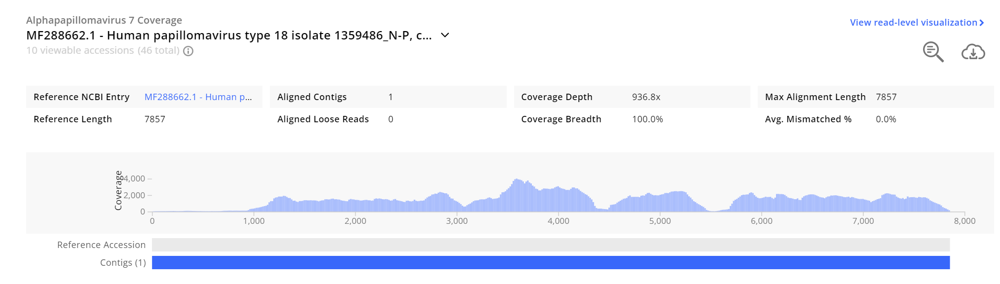 Alphapapillomavirus 7 Coverage
View read-level visualization
MF288662.1 - Human papillomavirus type 18 isolate 1359486_N-P, c...
10 viewable accessions (46 total)
Reference NCBI Entry MF288662.1 - Human p... Aligned Contigs 1 Coverage Depth 936.8x Max Alignment Length 7857
Reference Length 7857 Aligned Loose Reads 0 Coverage Breadth 100.0% Avg. Mismatched % 0.0%
Coverage
4,000
2,000
0
0 1,000 2,000 3,000 4,000 5,000 6,000 7,000 8,000
Reference Accession
Contigs (1)